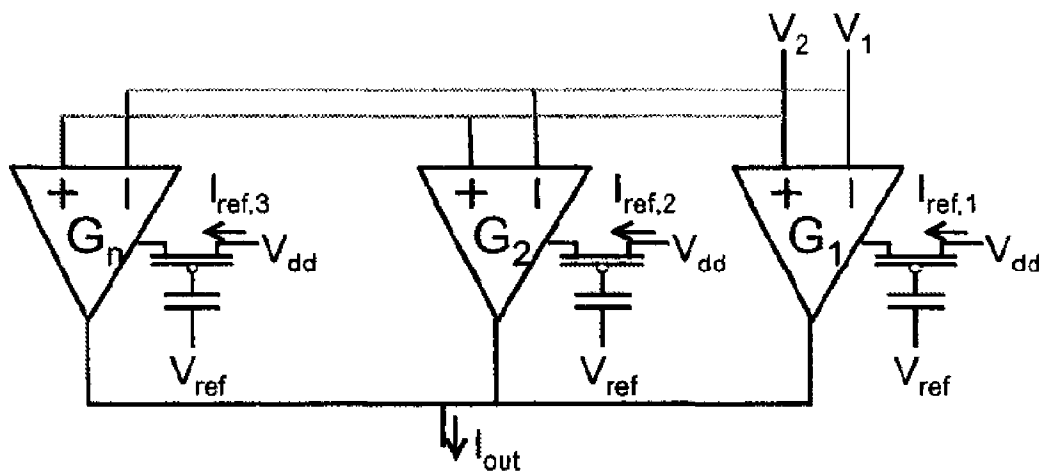 V2 V1
+ − + − + −
Iref,3 Iref,2 Iref,1
Gn G2 G1
Vdd Vdd Vdd
Vref Vref Vref
Iout